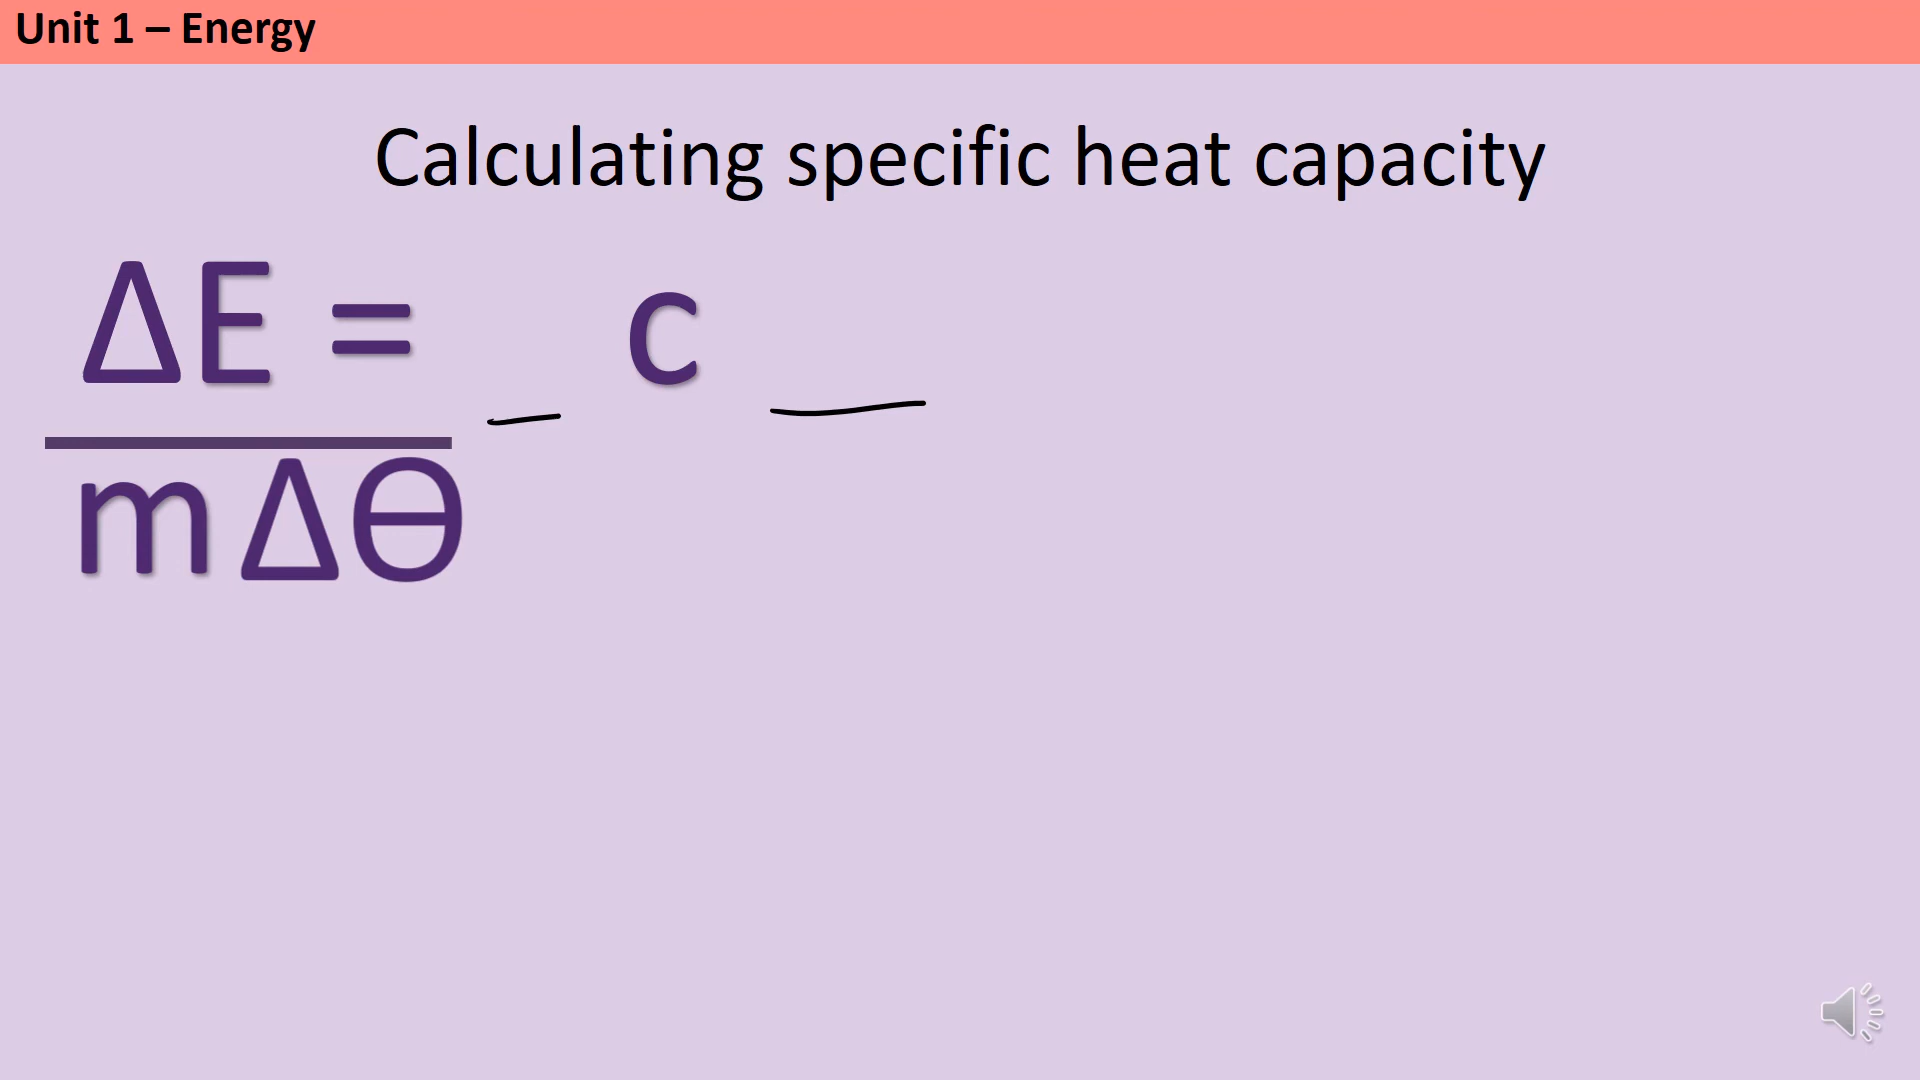 Unit 1 – Energy
Calculating specific heat capacity
ΔE = c
mΔϴ